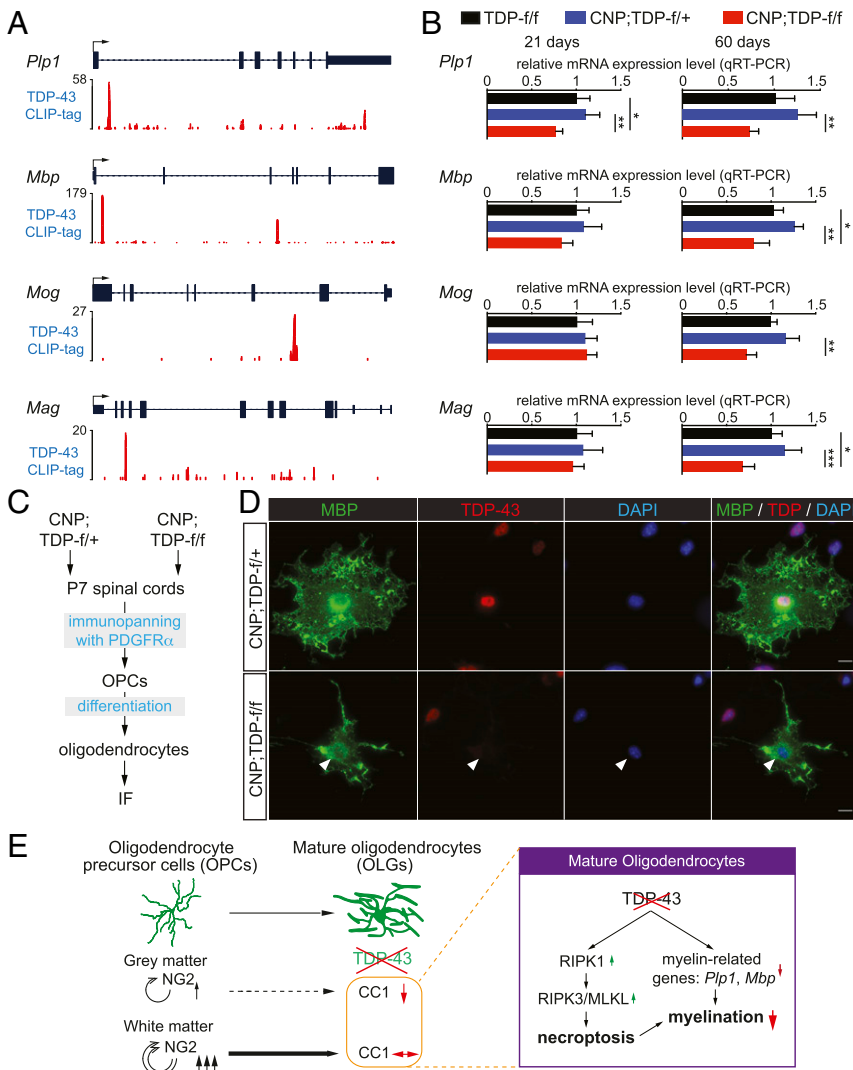 A
Plp1
58
TDP-43
CLIP-tag
Mbp
179
TDP-43
CLIP-tag
Mog
27
TDP-43
CLIP-tag
Mag
20
TDP-43
CLIP-tag
B
TDP-f/f CNP;TDP-f/+ CNP;TDP-f/f
21 days 60 days
Plp1
relative mRNA expression level (qRT-PCR) relative mRNA expression level (qRT-PCR)
0 0.5 1 1.5 0 0.5 1 1.5
** * **
Mbp
relative mRNA expression level (qRT-PCR) relative mRNA expression level (qRT-PCR)
0 0.5 1 1.5 0 0.5 1 1.5
** *
Mog
relative mRNA expression level (qRT-PCR) relative mRNA expression level (qRT-PCR)
0 0.5 1 1.5 0 0.5 1 1.5
**
Mag
relative mRNA expression level (qRT-PCR) relative mRNA expression level (qRT-PCR)
0 0.5 1 1.5 0 0.5 1 1.5
*** *
C
CNP; CNP;
TDP-f/+ TDP-f/f
P7 spinal cords
immunopanning
with PDGFRα
OPCs
differentiation
oligodendrocytes
IF
D
MBP TDP-43 DAPI MBP / TDP / DAP
CNP;TDP-f/+
CNP;TDP-f/f
E
Oligodendrocyte
precursor cells (OPCs)
Mature oligodendrocytes
(OLGs)
TDP-43
Grey matter
NG2
CC1
White matter
NG2
CC1
Mature Oligodendrocytes
TDP-43
RIPK1
RIPK3/MLKL
necroptosis
myelin-related
genes: Plp1, Mbp
myelination